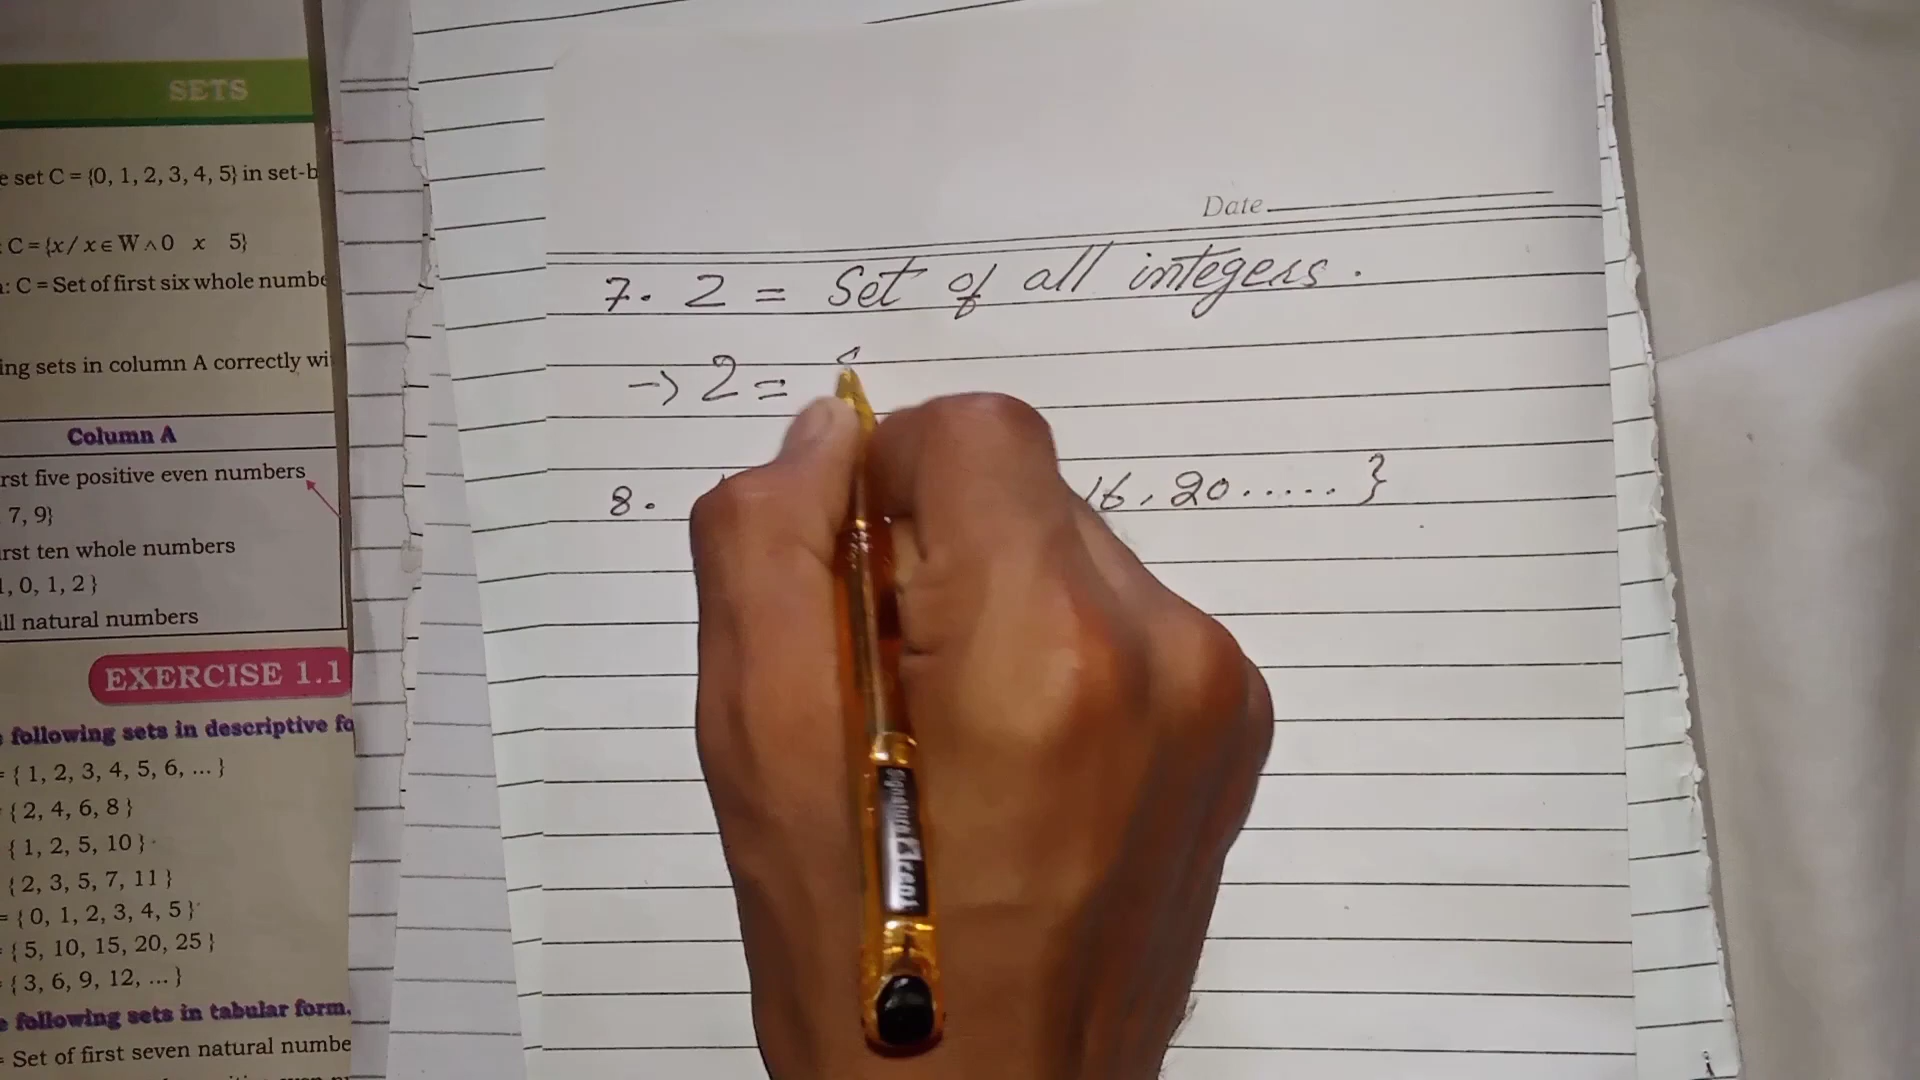 SETS
e set C = {0, 1, 2, 3, 4, 5} in set-b
C = {x / x ∈ W ∧ 0 x 5}
: C = Set of first six whole numbe
ing sets in column A correctly wi
Column A
rst five positive even numbers
7, 9}
rst ten whole numbers
1, 0, 1, 2 }
ll natural numbers
EXERCISE 1.1
following sets in descriptive fo
= { 1, 2, 3, 4, 5, 6, ... }
{ 2, 4, 6, 8 }
{ 1, 2, 5, 10 }
{ 2, 3, 5, 7, 11 }
= { 0, 1, 2, 3, 4, 5 }
= { 5, 10, 15, 20, 25 }
= { 3, 6, 9, 12, ... }
e following sets in tabular form.
= Set of first seven natural numbe
Date
7. Z = Set of all integers.
→ Z =
8. 16, 20..... }
Signature